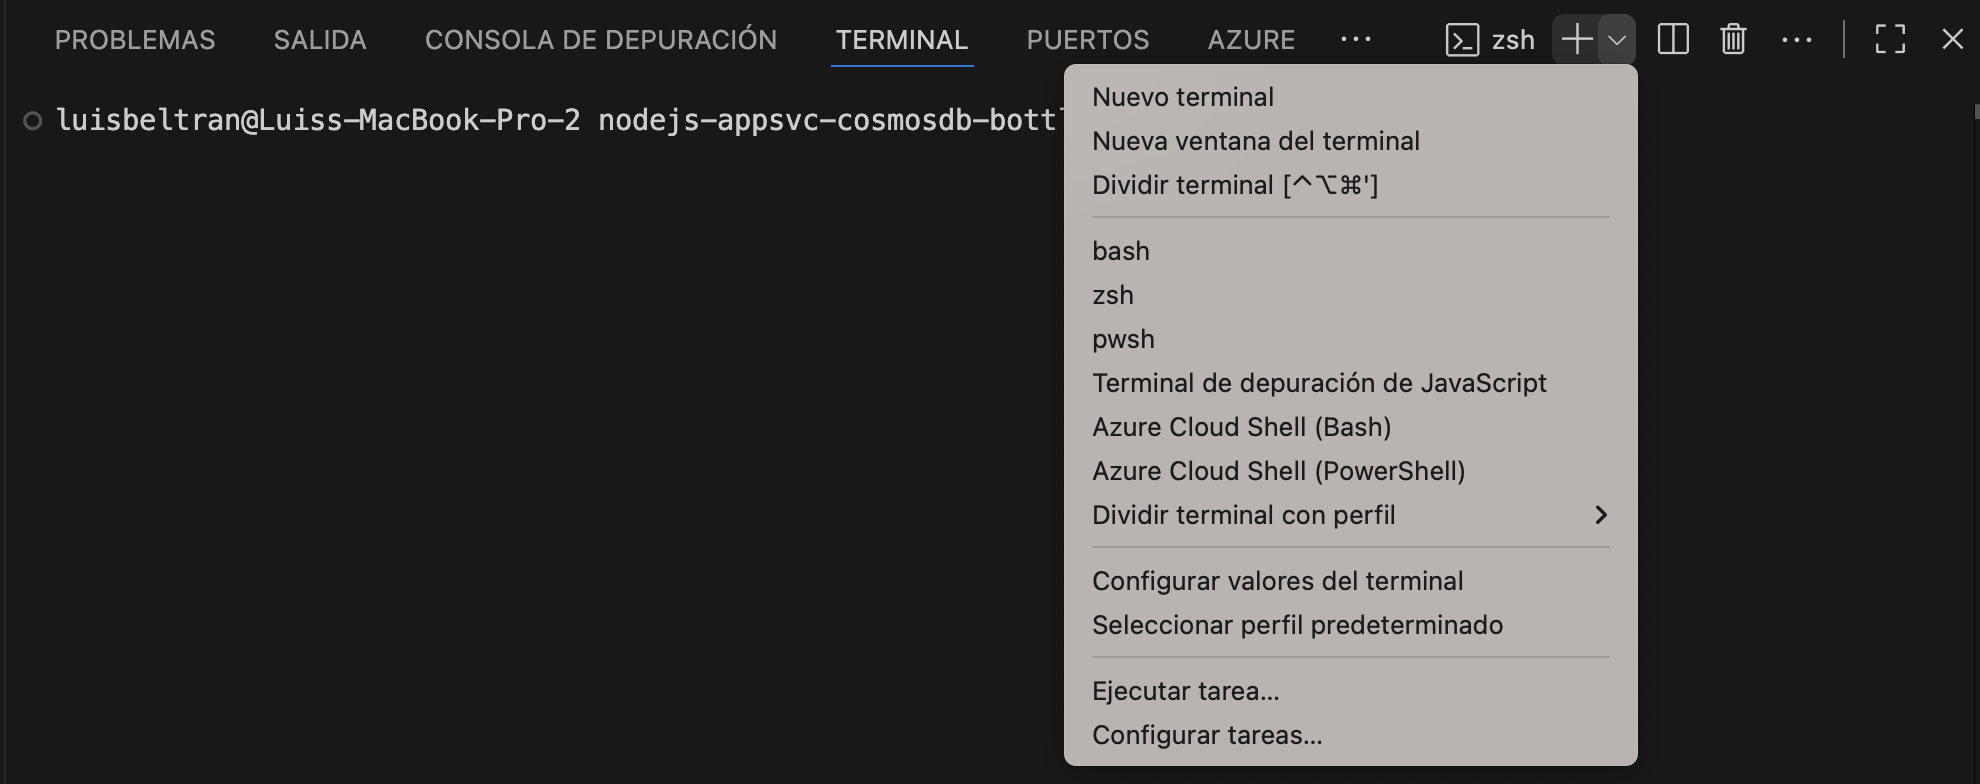 PROBLEMAS SALIDA CONSOLA DE DEPURACIÓN TERMINAL PUERTOS AZURE ... zsh
luisbeltran@Luiss-MacBook-Pro-2 nodejs-appsvc-cosmosdb-bottl
Nuevo terminal
Nueva ventana del terminal
Dividir terminal [^⌥⌘']
bash
zsh
pwsh
Terminal de depuración de JavaScript
Azure Cloud Shell (Bash)
Azure Cloud Shell (PowerShell)
Dividir terminal con perfil
Configurar valores del terminal
Seleccionar perfil predeterminado
Ejecutar tarea...
Configurar tareas...